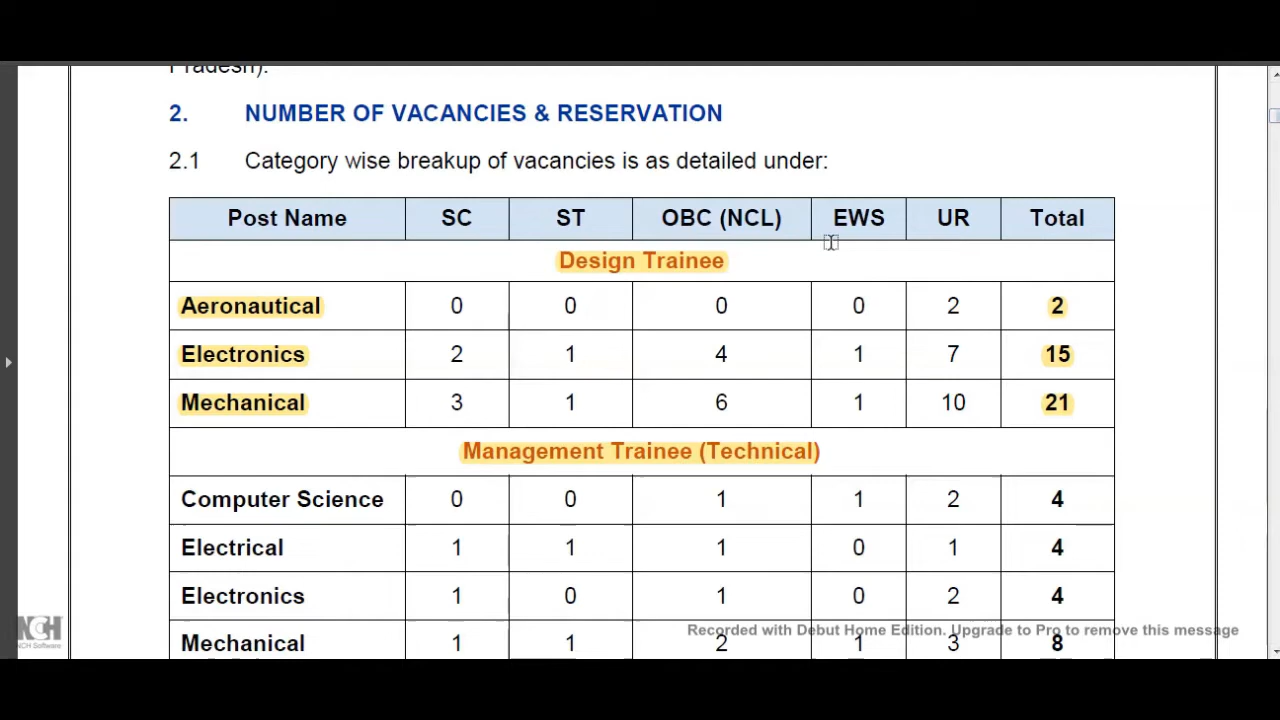 Pradesh).
2. NUMBER OF VACANCIES & RESERVATION
2.1 Category wise breakup of vacancies is as detailed under:
Post Name SC ST OBC (NCL) EWS UR Total
Design Trainee
Aeronautical 0 0 0 0 2 2
Electronics 2 1 4 1 7 15
Mechanical 3 1 6 1 10 21
Management Trainee (Technical)
Computer Science 0 0 1 1 2 4
Electrical 1 1 1 0 1 4
Electronics 1 0 1 0 2 4
Mechanical 1 1 2 1 3 8
NCH
NCH Software
Recorded with Debut Home Edition. Upgrade to Pro to remove this message